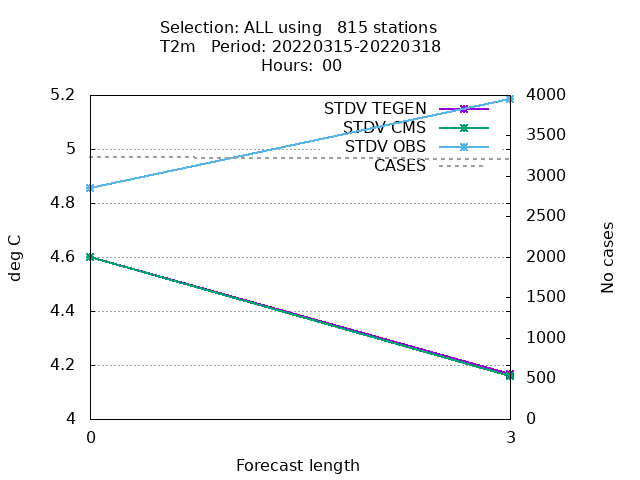 Selection: ALL using   815 stations
T2m   Period: 20220315-20220318
Hours: 00
5.2
5
4.8
4.6
4.4
4.2
4
4000
3500
3000
2500
2000
1500
1000
500
0
deg C
No cases
STDV TEGEN
STDV CMS
STDV OBS
CASES
0
3
Forecast length